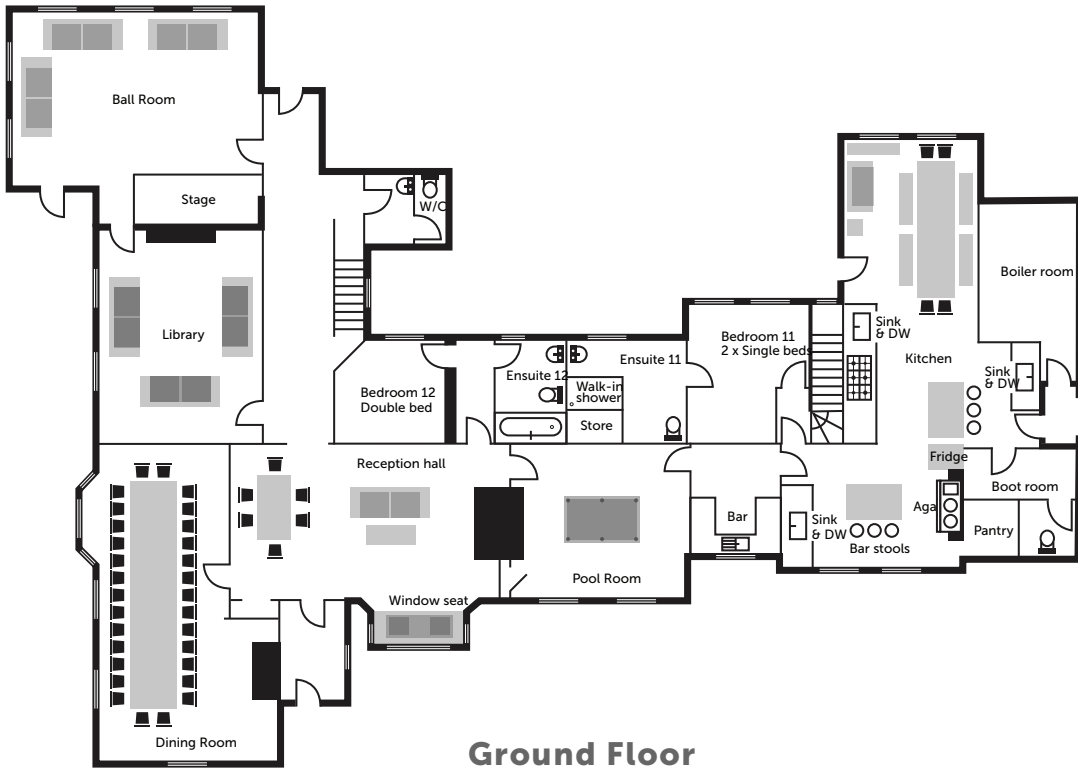 Ball Room
Stage
W/C
Library
Bedroom 12
Double bed
Ensuite 12
Ensuite 11
Walk-in
shower
Store
Bedroom 11
2 x Single beds
Sink
& DW
Kitchen
Boiler room
Sink
& DW
Reception hall
Fridge
Boot room
Aga
Pantry
Bar
Sink
& DW
Bar stools
Pool Room
Window seat
Dining Room
Ground Floor